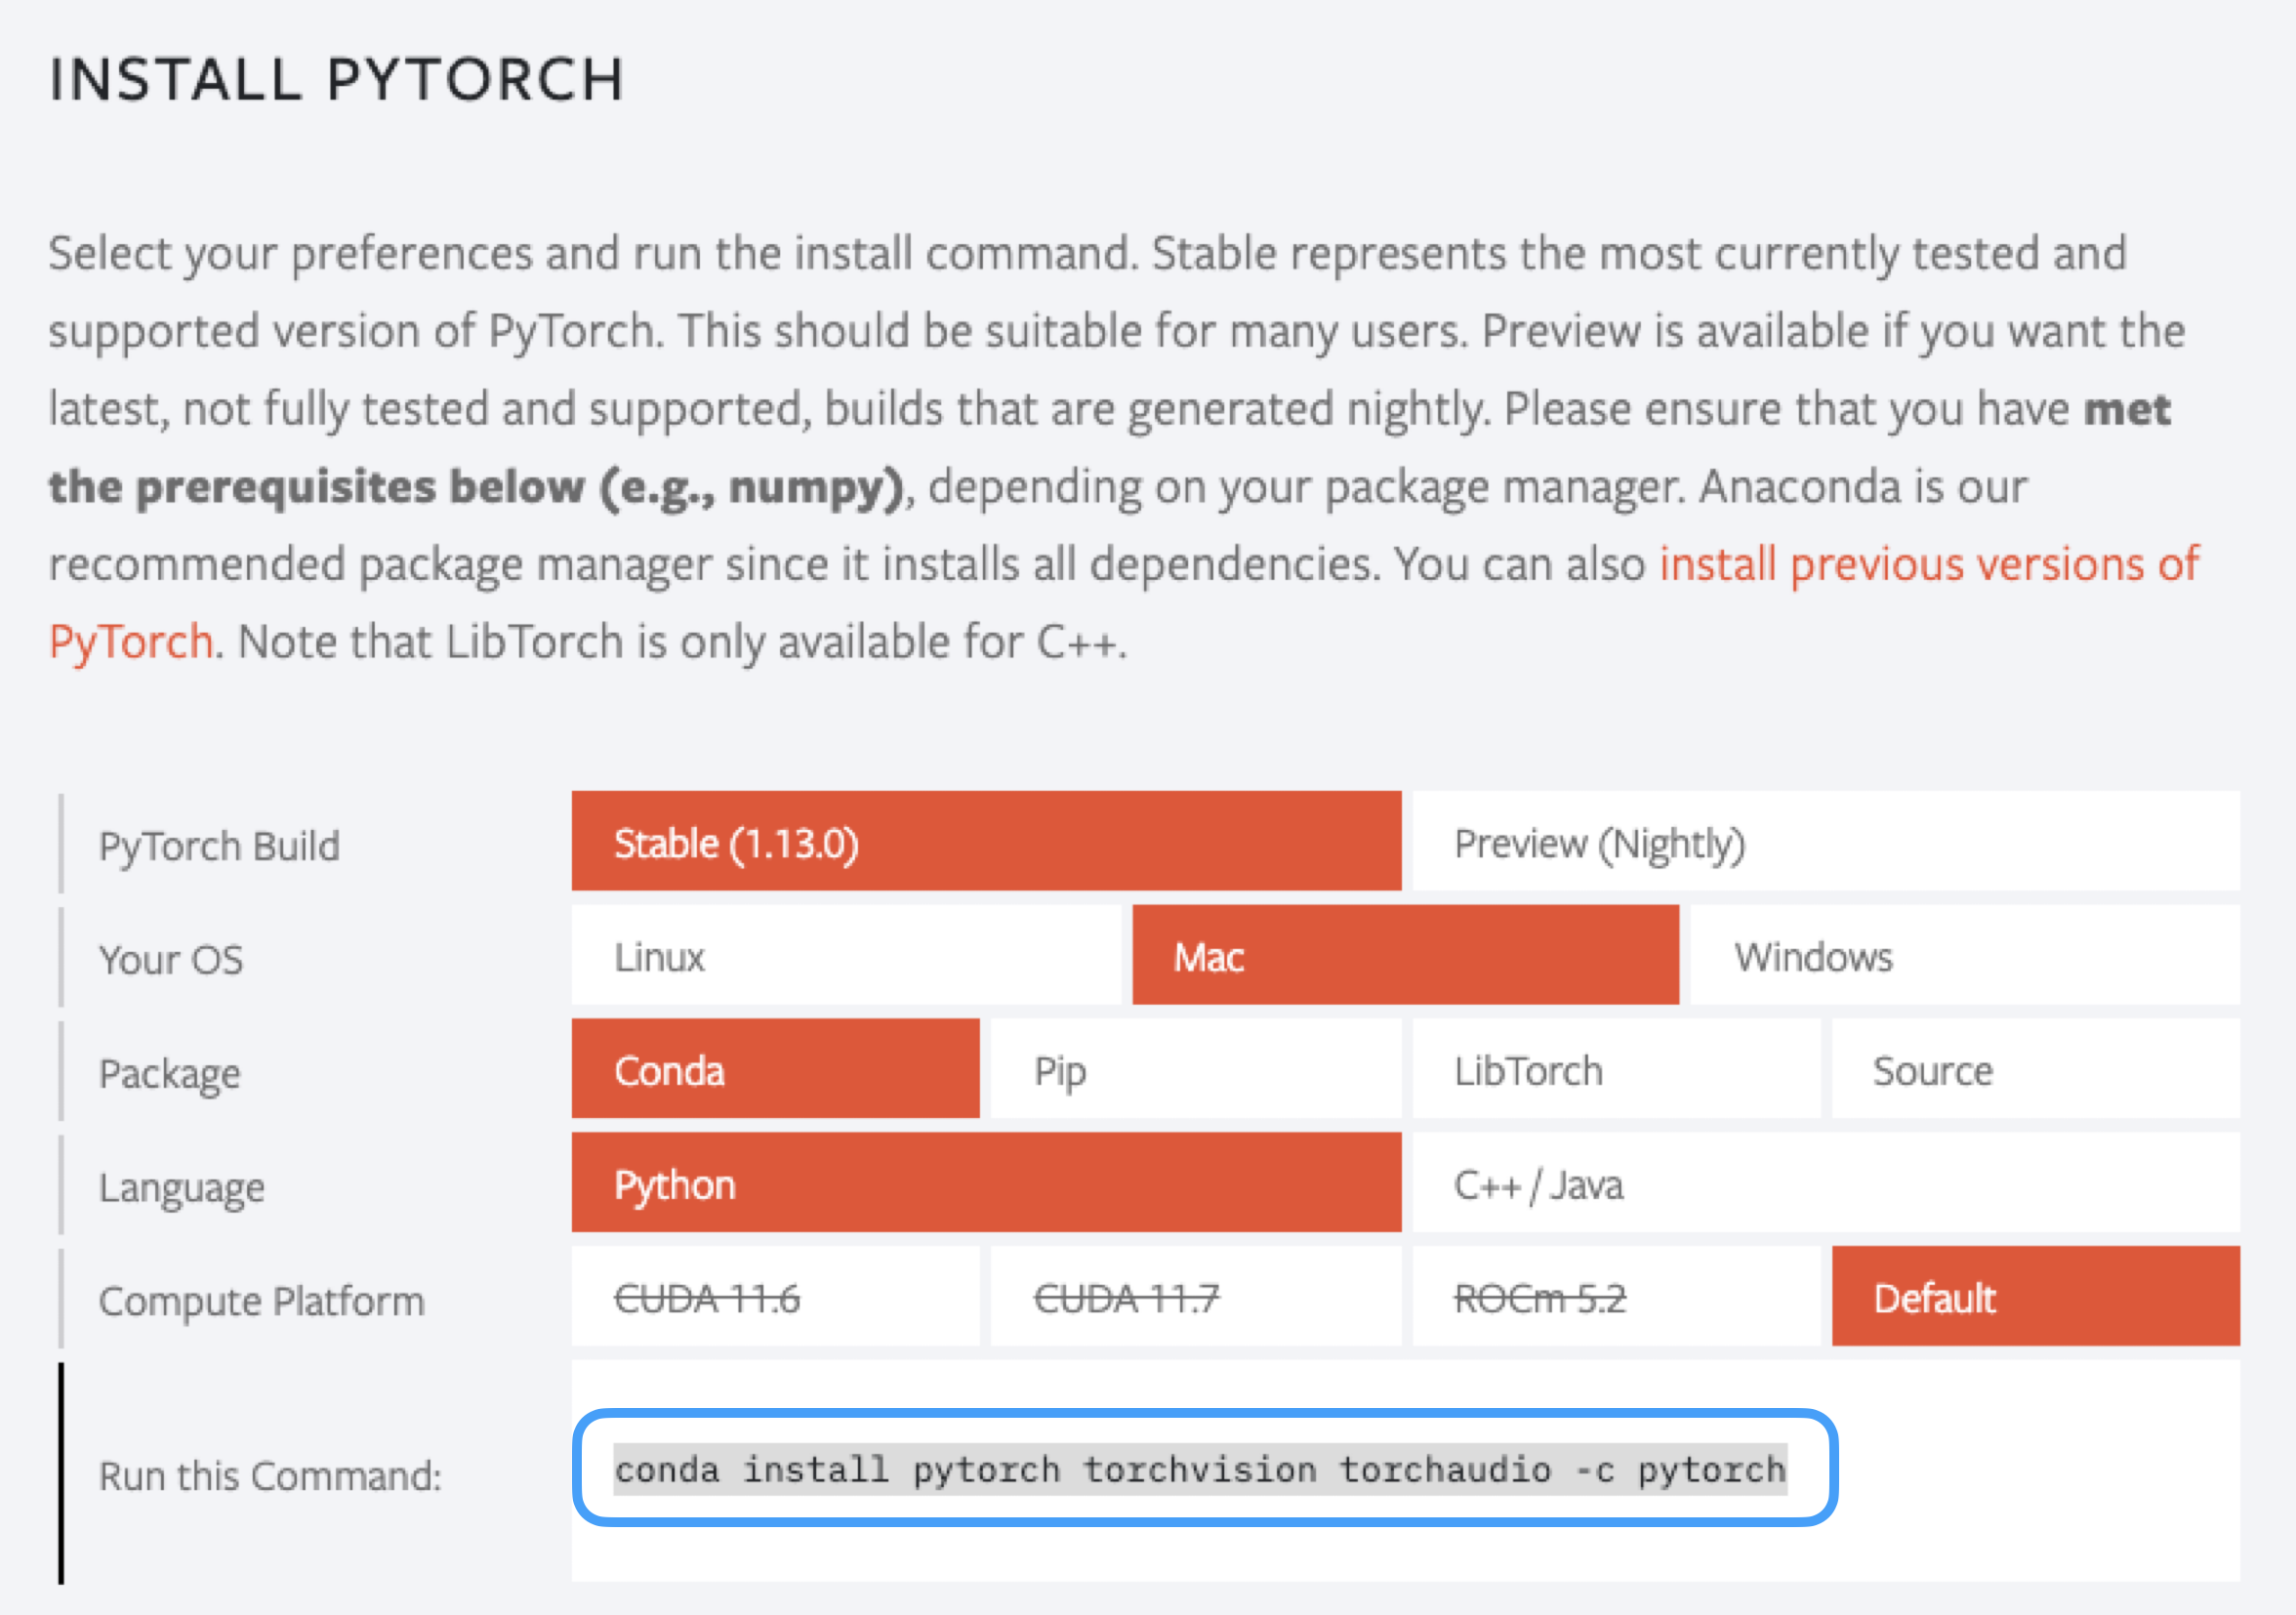 INSTALL PYTORCH
Select your preferences and run the install command. Stable represents the most currently tested and
supported version of PyTorch. This should be suitable for many users. Preview is available if you want the
latest, not fully tested and supported, builds that are generated nightly. Please ensure that you have met
the prerequisites below (e.g., numpy), depending on your package manager. Anaconda is our
recommended package manager since it installs all dependencies. You can also install previous versions of
PyTorch. Note that LibTorch is only available for C++.
PyTorch Build Stable (1.13.0) Preview (Nightly)
Your OS Linux Mac Windows
Package Conda Pip LibTorch Source
Language Python C++ / Java
Compute Platform CUDA 11.6 CUDA 11.7 ROCm 5.2 Default
Run this Command: conda install pytorch torchvision torchaudio -c pytorch